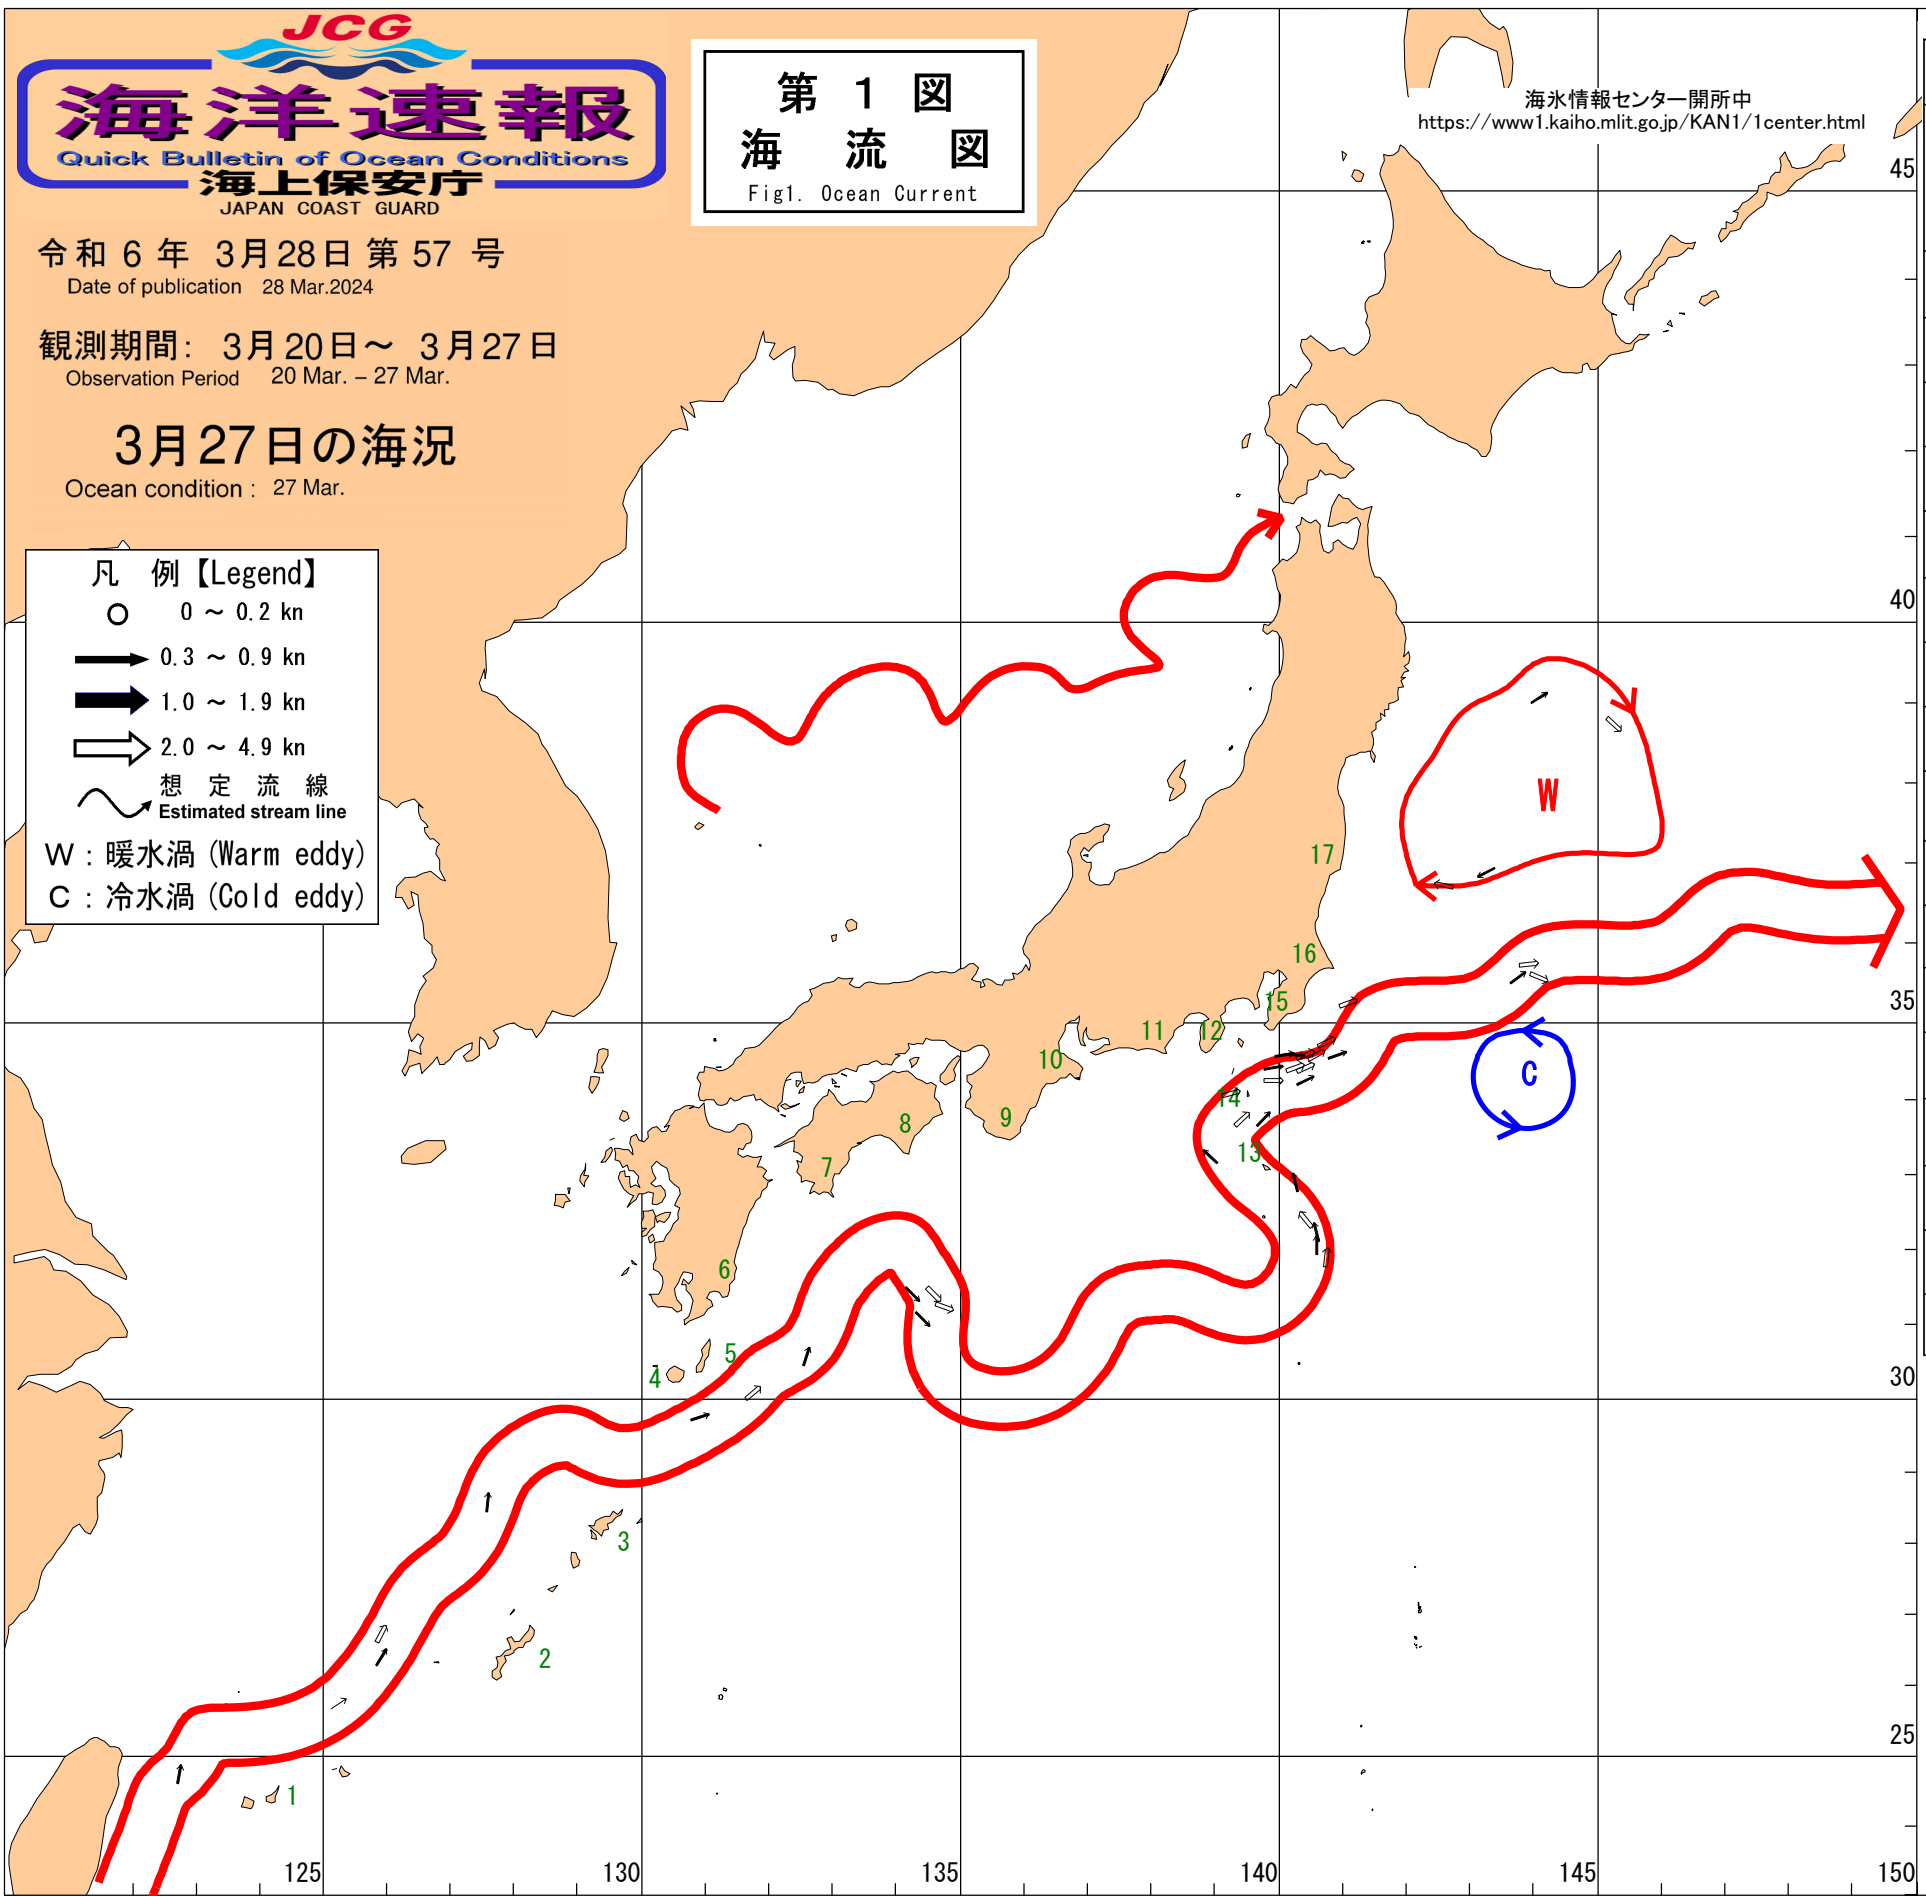 JCG
海洋速報
Quick Bulletin of Ocean Conditions
海上保安庁
JAPAN COAST GUARD
第 1 図
海 流 図
Fig1. Ocean Current
海氷情報センター開所中
https://www1.kaiho.mlit.go.jp/KAN1/1center.html
令和 6 年 3月28日 第 57 号
Date of publication 28 Mar.2024
観測期間: 3月20日～ 3月27日
Observation Period 20 Mar. – 27 Mar.
3月27日の海況
Ocean condition : 27 Mar.
凡 例【Legend】
0 ～ 0.2 kn
0.3 ～ 0.9 kn
1.0 ～ 1.9 kn
2.0 ～ 4.9 kn
想 定 流 線
Estimated stream line
W : 暖水渦 (Warm eddy)
C : 冷水渦 (Cold eddy)
45
40
W
17
16
35
15
12
11
10
C
14
9
8
13
7
6
5
4
30
3
2
25
1
125
130
135
140
145
150